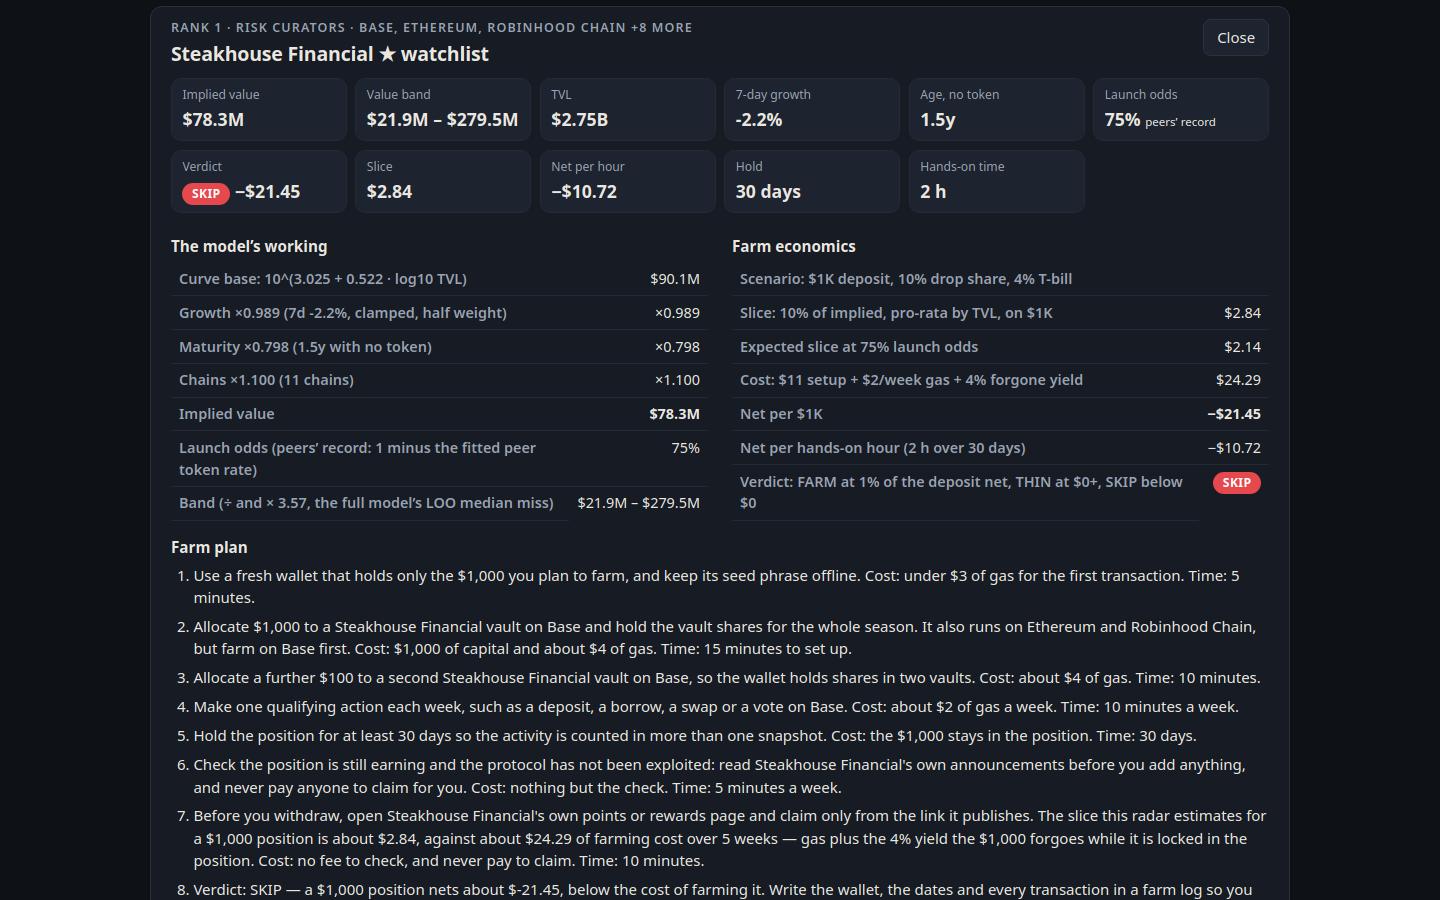 RANK 1 · RISK CURATORS · BASE, ETHEREUM, ROBINHOOD CHAIN +8 MORE
Steakhouse Financial ★ watchlist
Close
Implied value
$78.3M
Value band
$21.9M – $279.5M
TVL
$2.75B
7-day growth
-2.2%
Age, no token
1.5y
Launch odds
75% peers’ record
Verdict
SKIP −$21.45
Slice
$2.84
Net per hour
−$10.72
Hold
30 days
Hands-on time
2 h
The model’s working
Curve base: 10^(3.025 + 0.522 · log10 TVL) $90.1M
Growth ×0.989 (7d -2.2%, clamped, half weight) ×0.989
Maturity ×0.798 (1.5y with no token) ×0.798
Chains ×1.100 (11 chains) ×1.100
Implied value $78.3M
Launch odds (peers’ record: 1 minus the fitted peer 75%
token rate)
Band (÷ and × 3.57, the full model’s LOO median miss) $21.9M – $279.5M
Farm economics
Scenario: $1K deposit, 10% drop share, 4% T-bill
Slice: 10% of implied, pro-rata by TVL, on $1K $2.84
Expected slice at 75% launch odds $2.14
Cost: $11 setup + $2/week gas + 4% forgone yield $24.29
Net per $1K −$21.45
Net per hands-on hour (2 h over 30 days) −$10.72
Verdict: FARM at 1% of the deposit net, THIN at $0+, SKIP below SKIP
$0
Farm plan
1. Use a fresh wallet that holds only the $1,000 you plan to farm, and keep its seed phrase offline. Cost: under $3 of gas for the first transaction. Time: 5
minutes.
2. Allocate $1,000 to a Steakhouse Financial vault on Base and hold the vault shares for the whole season. It also runs on Ethereum and Robinhood Chain,
but farm on Base first. Cost: $1,000 of capital and about $4 of gas. Time: 15 minutes to set up.
3. Allocate a further $100 to a second Steakhouse Financial vault on Base, so the wallet holds shares in two vaults. Cost: about $4 of gas. Time: 10 minutes.
4. Make one qualifying action each week, such as a deposit, a borrow, a swap or a vote on Base. Cost: about $2 of gas a week. Time: 10 minutes a week.
5. Hold the position for at least 30 days so the activity is counted in more than one snapshot. Cost: the $1,000 stays in the position. Time: 30 days.
6. Check the position is still earning and the protocol has not been exploited: read Steakhouse Financial's own announcements before you add anything,
and never pay anyone to claim for you. Cost: nothing but the check. Time: 5 minutes a week.
7. Before you withdraw, open Steakhouse Financial's own points or rewards page and claim only from the link it publishes. The slice this radar estimates for
a $1,000 position is about $2.84, against about $24.29 of farming cost over 5 weeks — gas plus the 4% yield the $1,000 forgoes while it is locked in the
position. Cost: no fee to check, and never pay to claim. Time: 10 minutes.
8. Verdict: SKIP — a $1,000 position nets about $-21.45, below the cost of farming it. Write the wallet, the dates and every transaction in a farm log so you